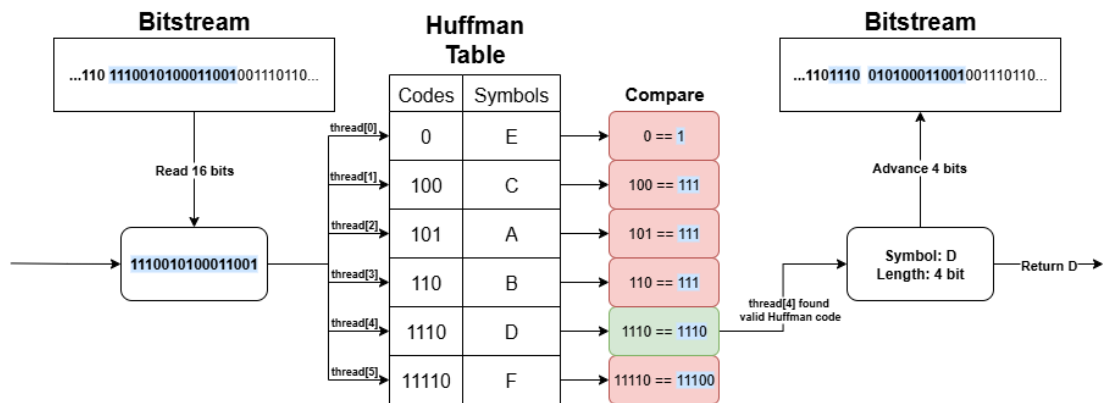 Bitstream
...110 1110010100011001001110110...
Read 16 bits
1110010100011001
Huffman
Table
Codes Symbols
thread[0] 0 E
thread[1] 100 C
thread[2] 101 A
thread[3] 110 B
thread[4] 1110 D
thread[5] 11110 F
Compare
0 == 1
100 == 111
101 == 111
110 == 111
1110 == 1110
11110 == 11100
thread[4] found
valid Huffman code
Bitstream
...1101110 010100011001001110110...
Advance 4 bits
Symbol: D
Length: 4 bit
Return D